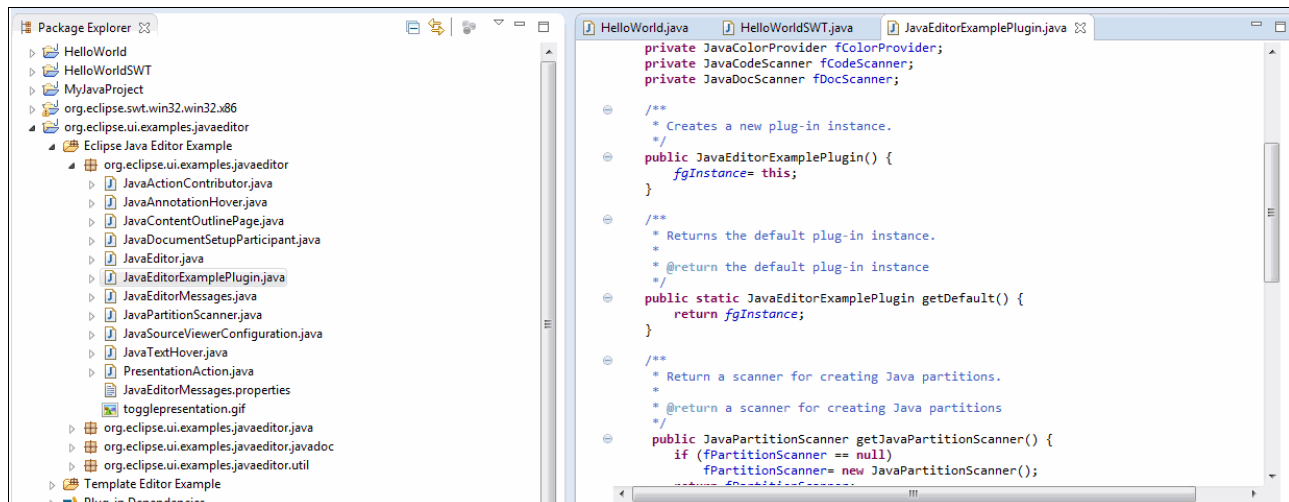 Package Explorer
HelloWorld
HelloWorldSWT
MyJavaProject
org.eclipse.swt.win32.win32.x86
org.eclipse.ui.examples.javaeditor
Eclipse Java Editor Example
org.eclipse.ui.examples.javaeditor
JavaActionContributor.java
JavaAnnotationHover.java
JavaContentOutlinePage.java
JavaDocumentSetupParticipant.java
JavaEditor.java
JavaEditorExamplePlugin.java
JavaEditorMessages.java
JavaPartitionScanner.java
JavaSourceViewerConfiguration.java
JavaTextHover.java
PresentationAction.java
JavaEditorMessages.properties
togglepresentation.gif
org.eclipse.ui.examples.javaeditor.java
org.eclipse.ui.examples.javaeditor.javadoc
org.eclipse.ui.examples.javaeditor.util
Template Editor Example
Plug-in Dependencies
HelloWorld.java HelloWorldSWT.java JavaEditorExamplePlugin.java
private JavaColorProvider fColorProvider;
private JavaCodeScanner fCodeScanner;
private JavaDocScanner fDocScanner;
/**
* Creates a new plug-in instance.
*/
public JavaEditorExamplePlugin() {
fgInstance= this;
}
/**
* Returns the default plug-in instance.
*
* @return the default plug-in instance
*/
public static JavaEditorExamplePlugin getDefault() {
return fgInstance;
}
/**
* Return a scanner for creating Java partitions.
*
* @return a scanner for creating Java partitions
*/
public JavaPartitionScanner getJavaPartitionScanner() {
if (fPartitionScanner == null)
fPartitionScanner= new JavaPartitionScanner();
return fPartitionScanner;